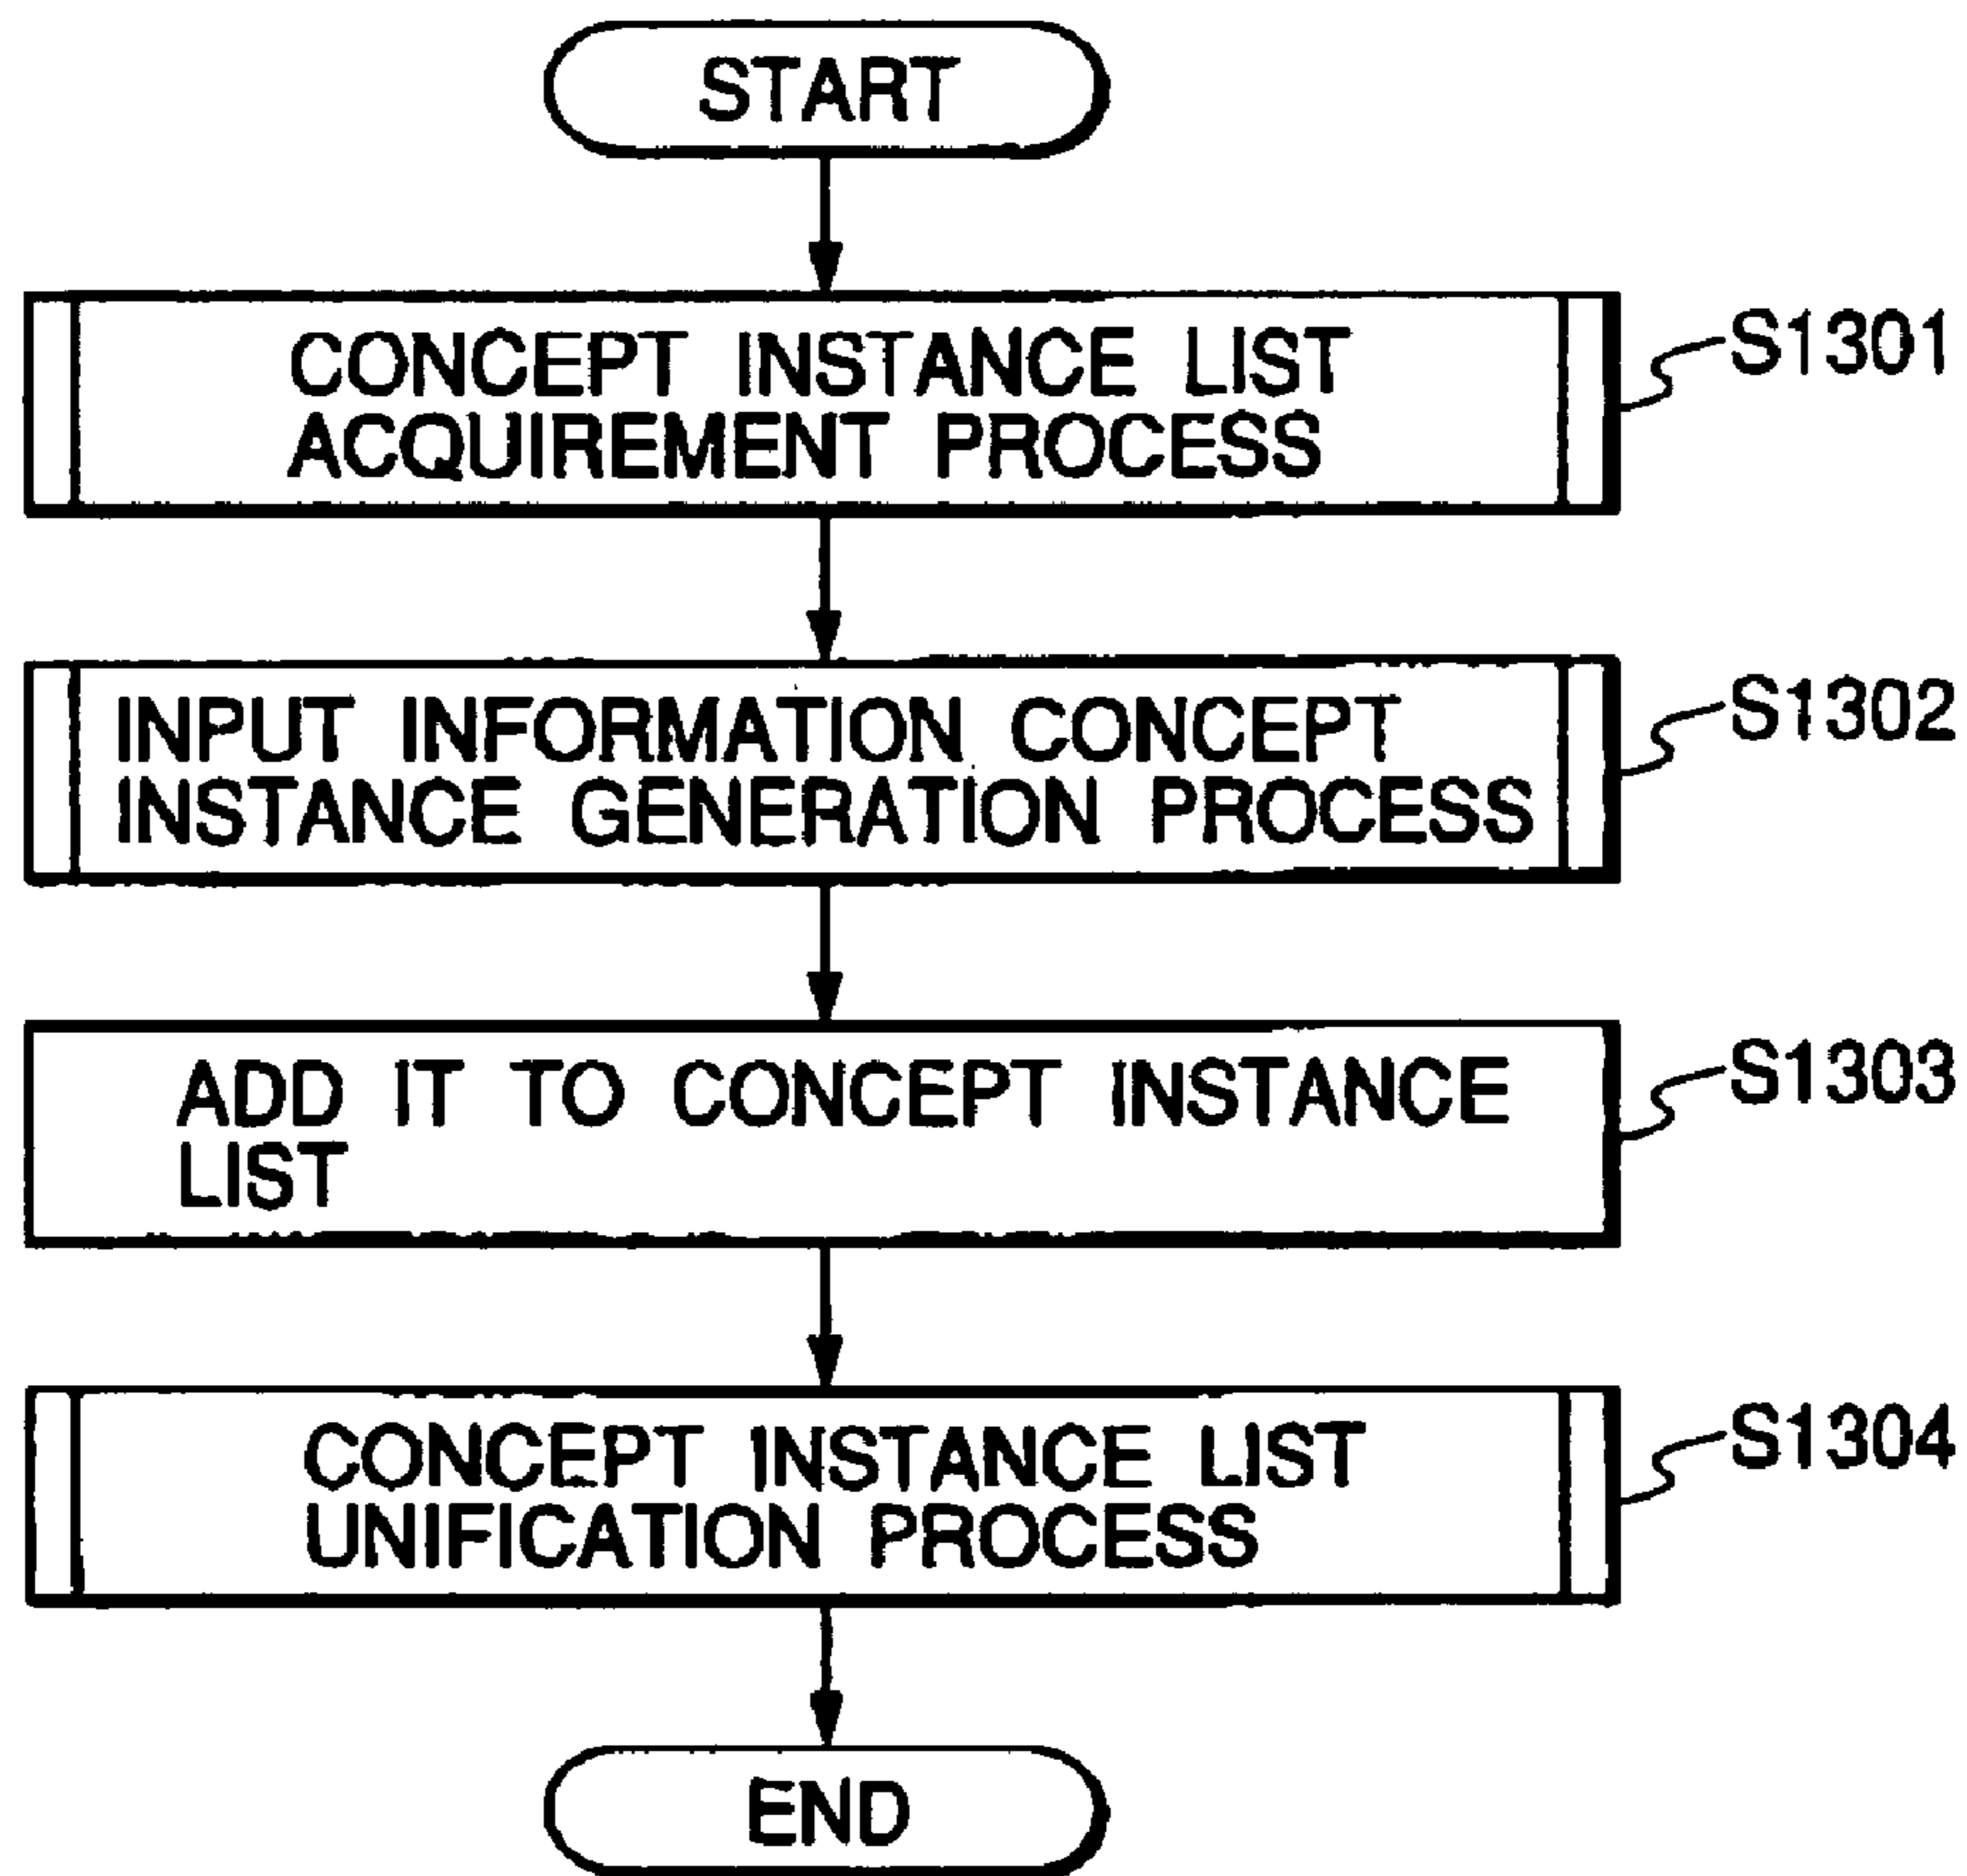 START
CONCEPT INSTANCE LIST
ACQUIREMENT PROCESS
S1301
INPUT INFORMATION CONCEPT
INSTANCE GENERATION PROCESS
S1302
ADD IT TO CONCEPT INSTANCE
LIST
S1303
CONCEPT INSTANCE LIST
UNIFICATION PROCESS
S1304
END